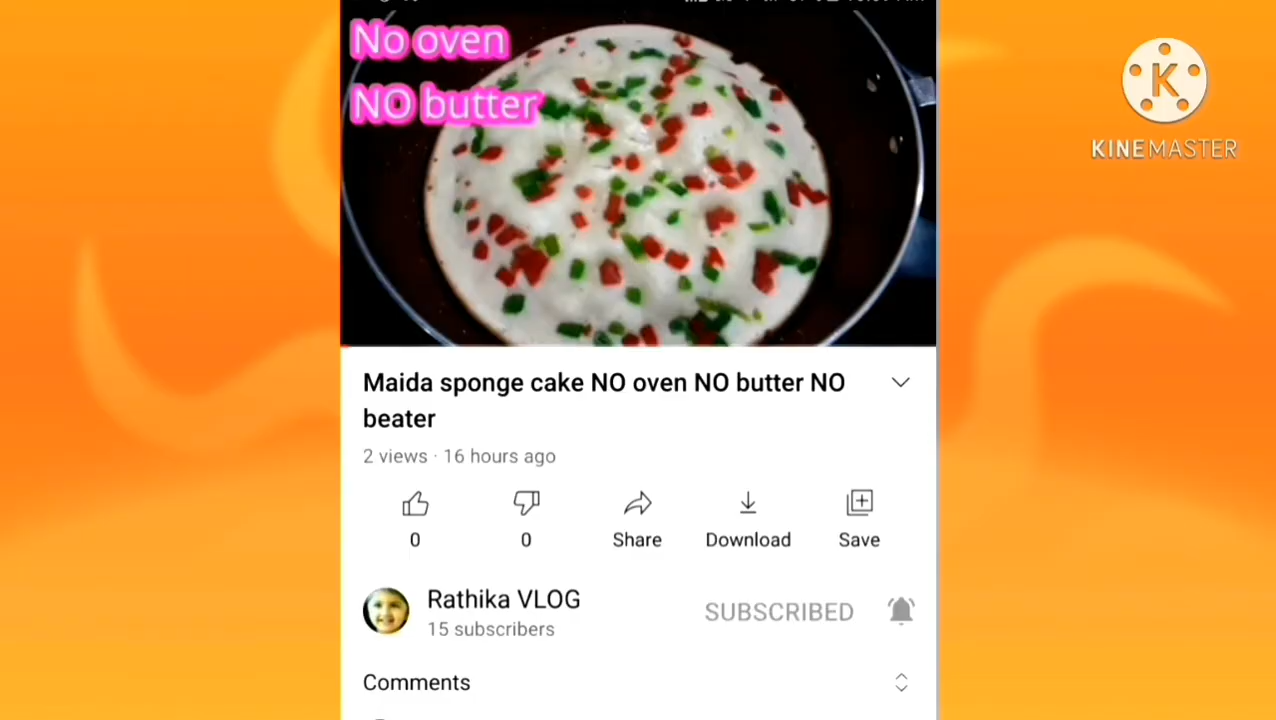 No oven
NO butter
K
KINEMASTER
Maida sponge cake NO oven NO butter NO
beater
2 views · 16 hours ago
0
0
Share
Download
Save
Rathika VLOG
15 subscribers
SUBSCRIBED
Comments